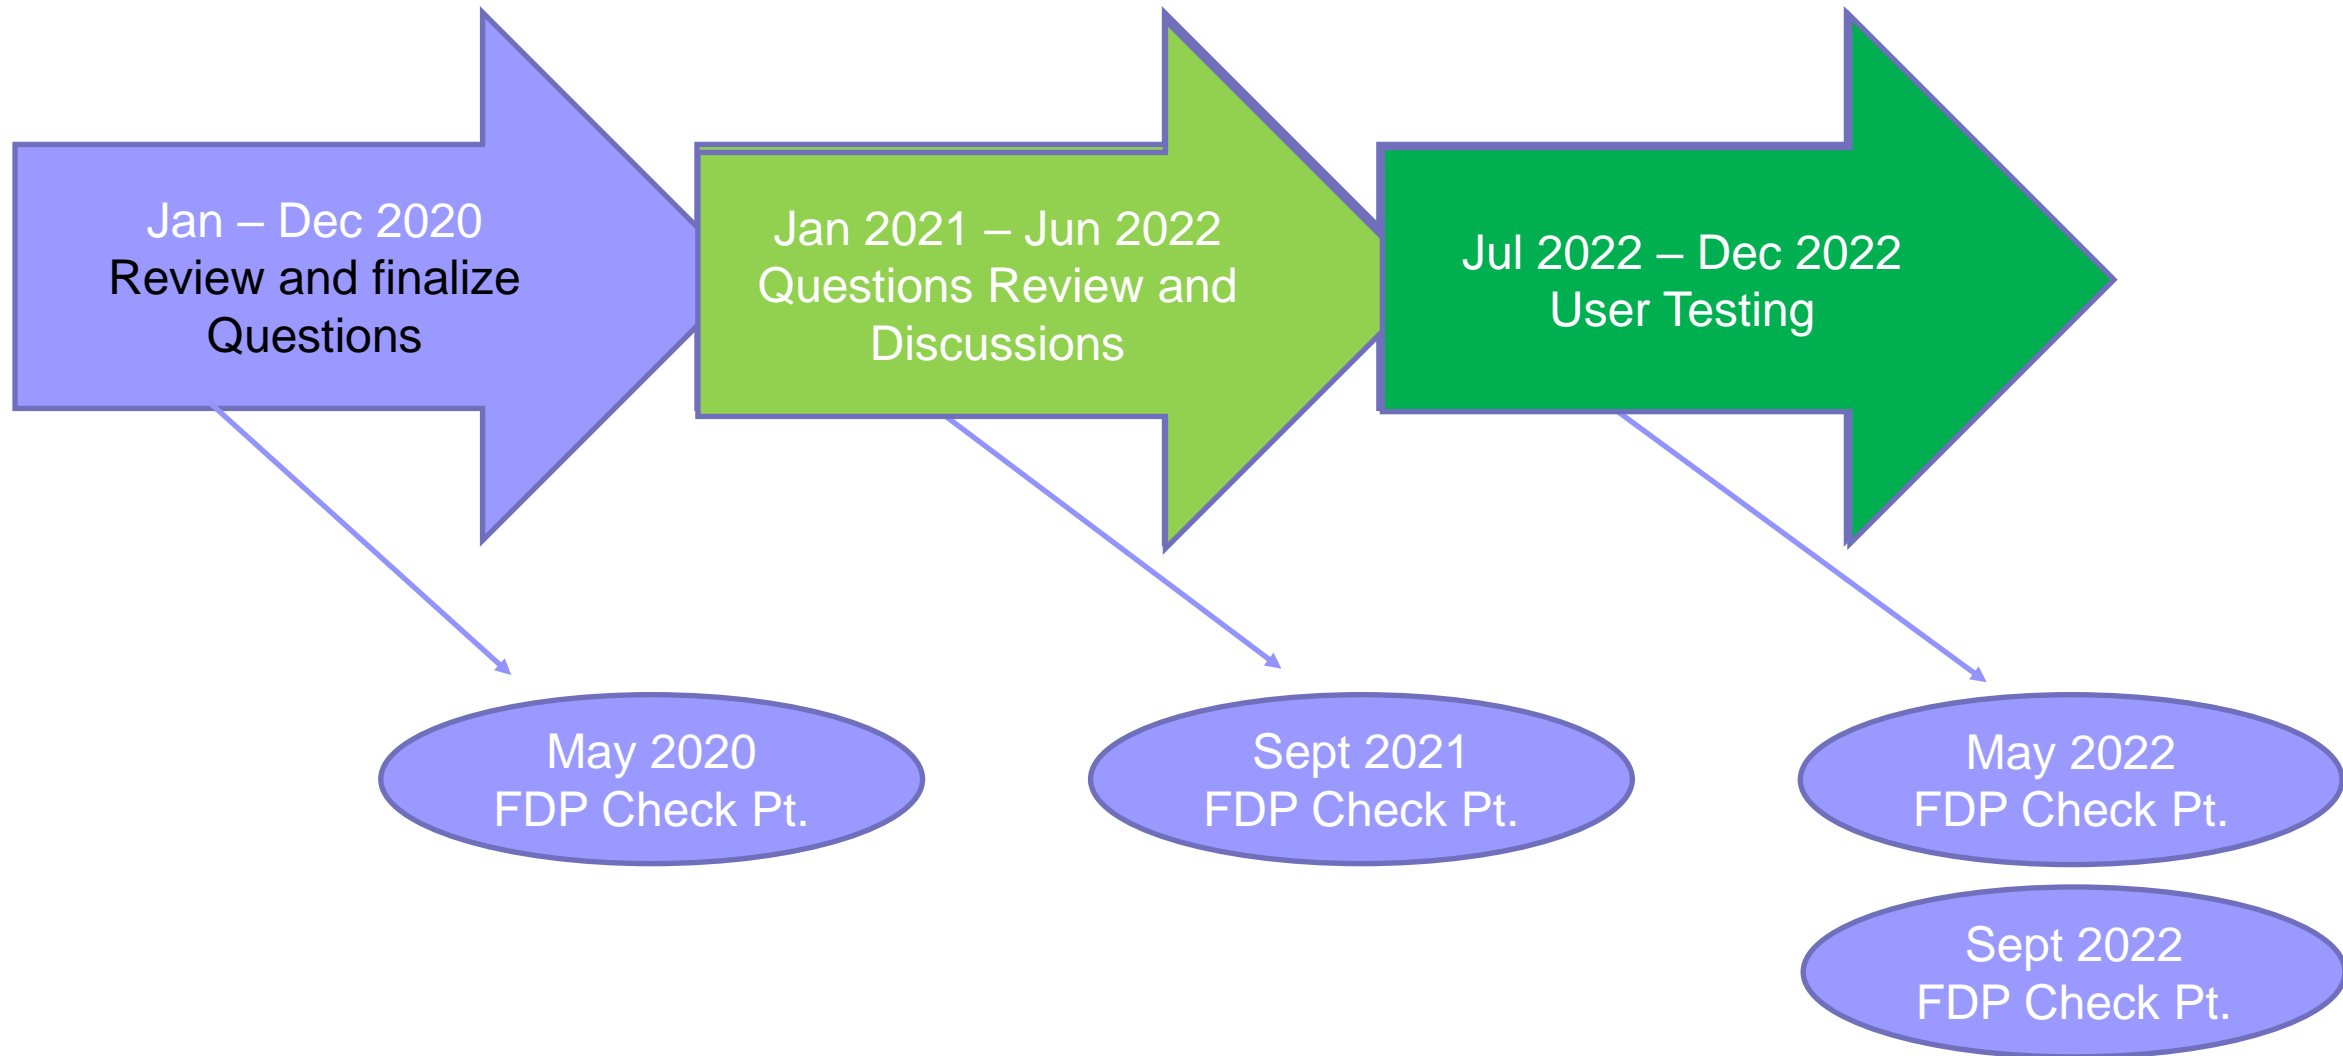 Jan – Dec 2020
Review and finalize
Questions
Jan 2021 – Jun 2022
Questions Review and
Discussions
Jul 2022 – Dec 2022
User Testing
May 2020
FDP Check Pt.
Sept 2021
FDP Check Pt.
May 2022
FDP Check Pt.
Sept 2022
FDP Check Pt.